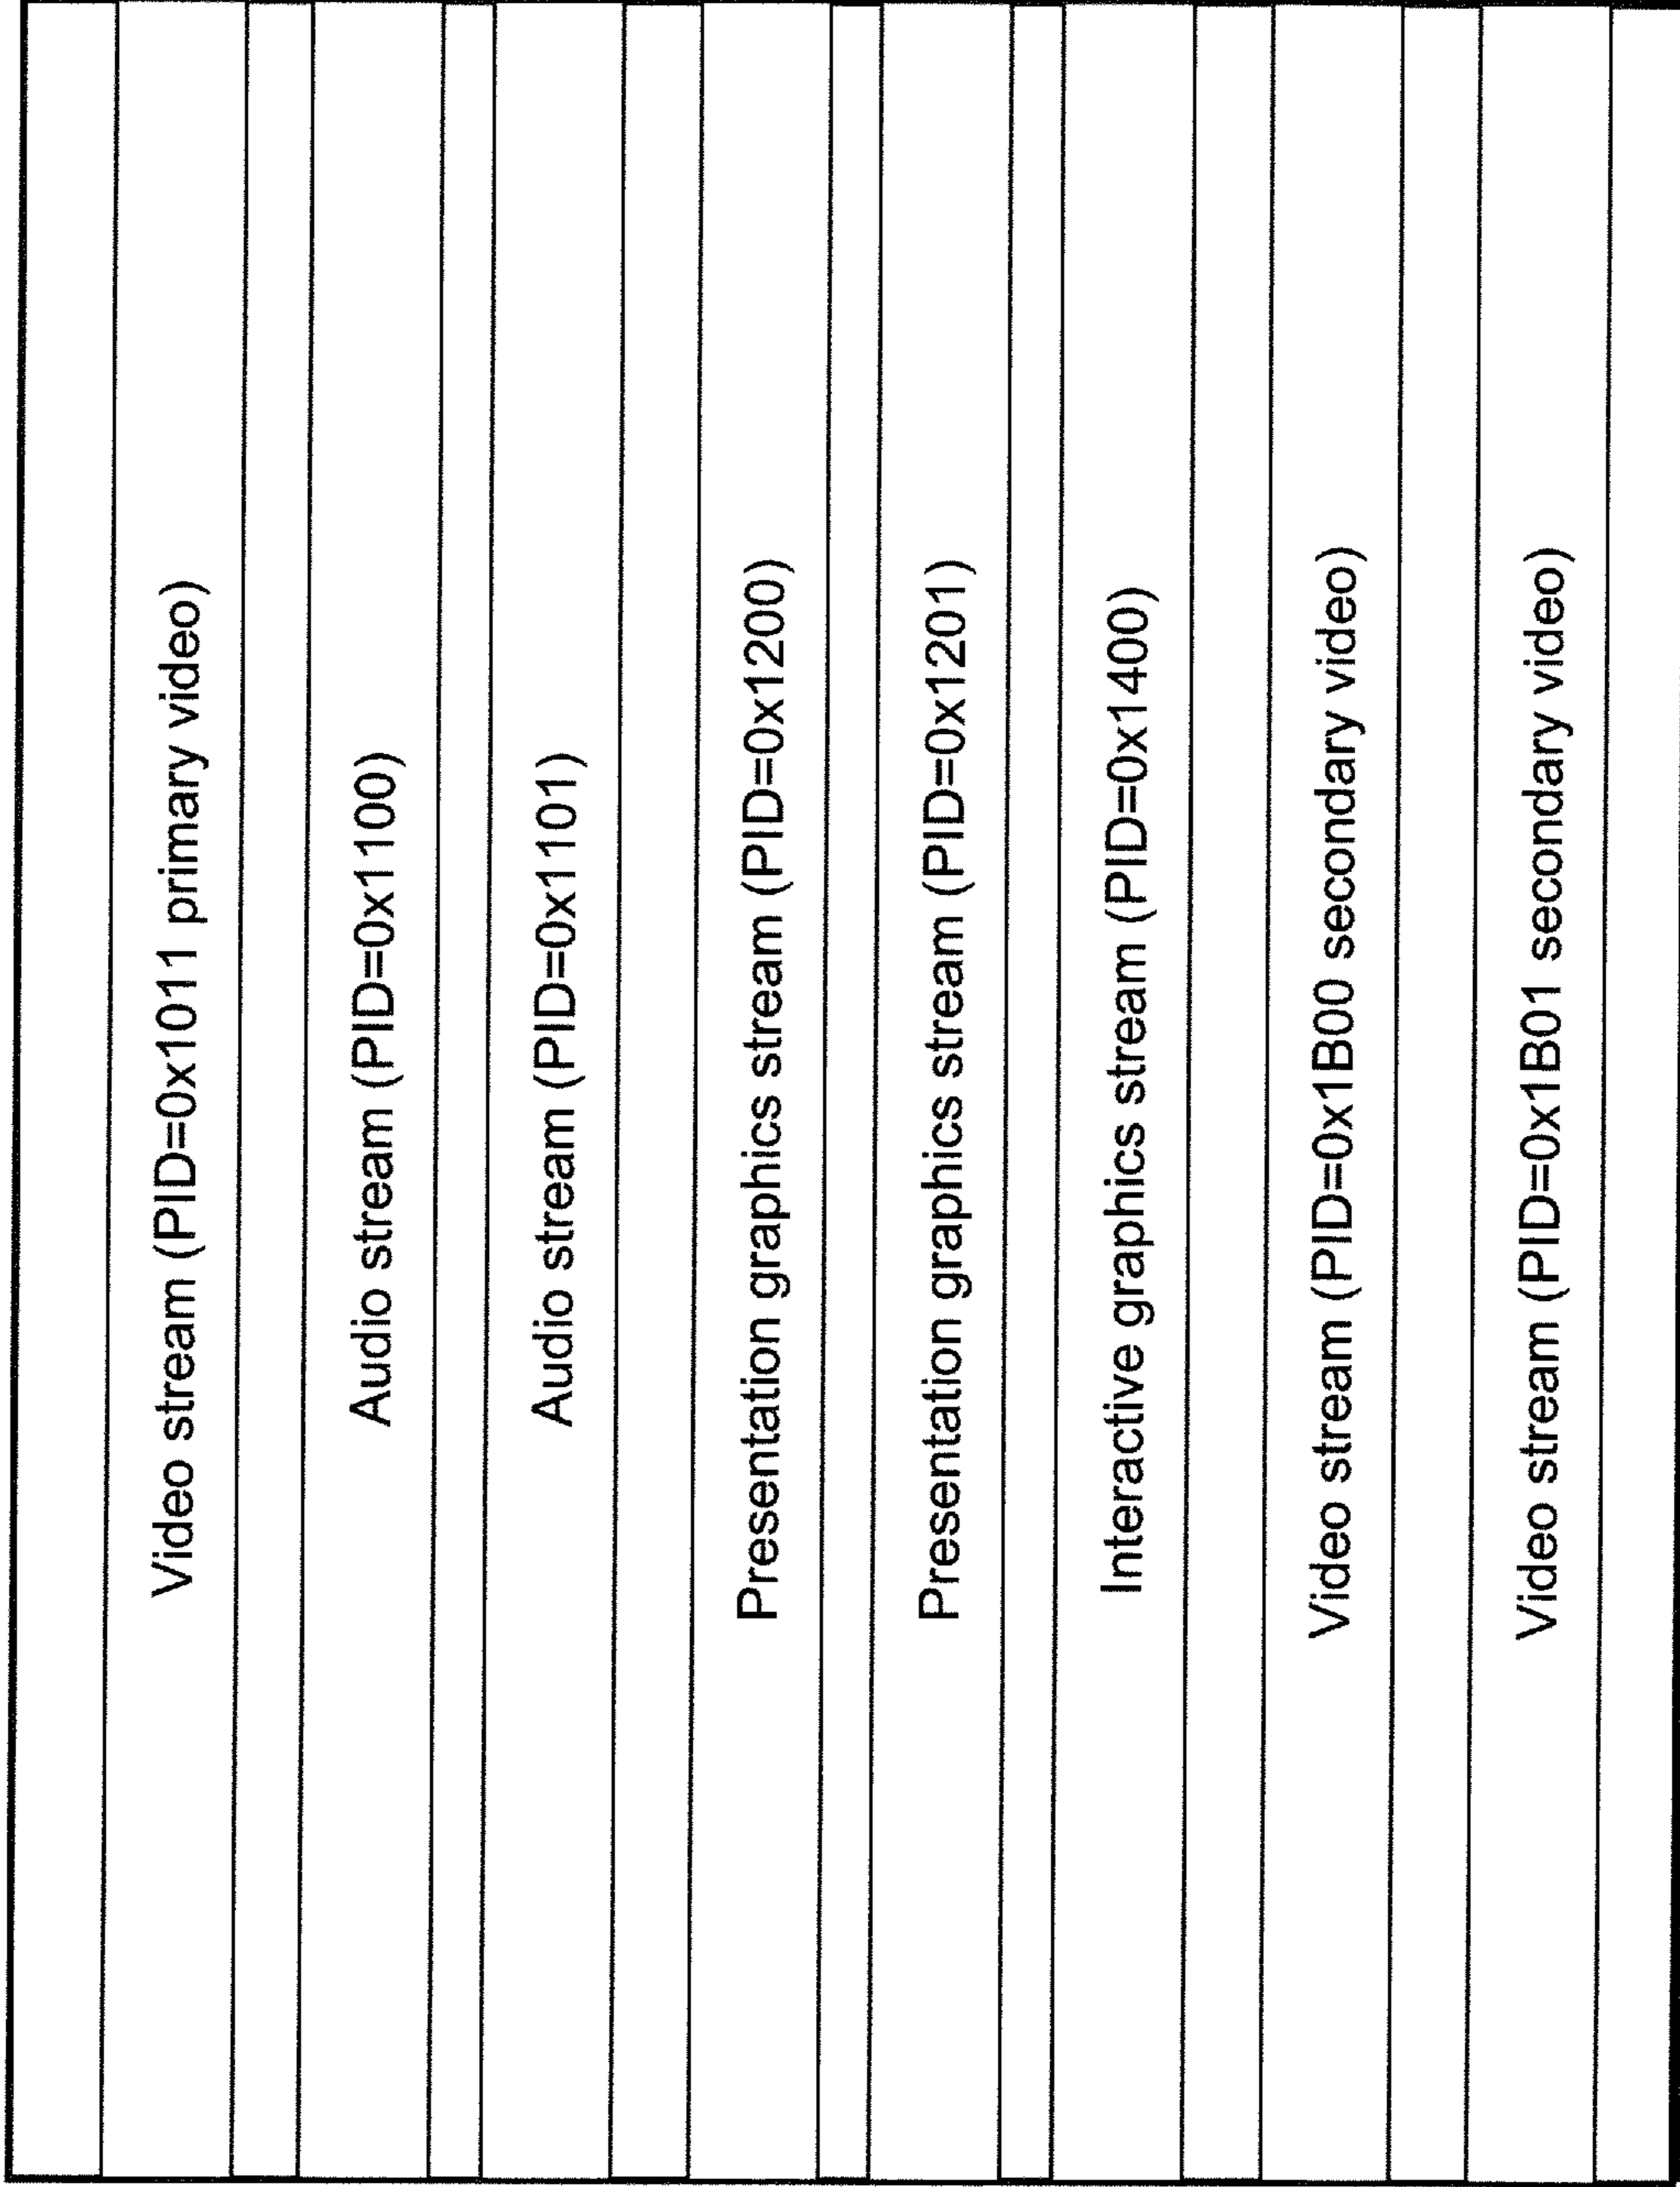 Video stream (PID=0x1011 primary video)
Audio stream (PID=0x1100)
Audio stream (PID=0x1101)
Presentation graphics stream (PID=0x1200)
Presentation graphics stream (PID=0x1201)
Interactive graphics stream (PID=0x1400)
Video stream (PID=0x1B00 secondary video)
Video stream (PID=0x1B01 secondary video)